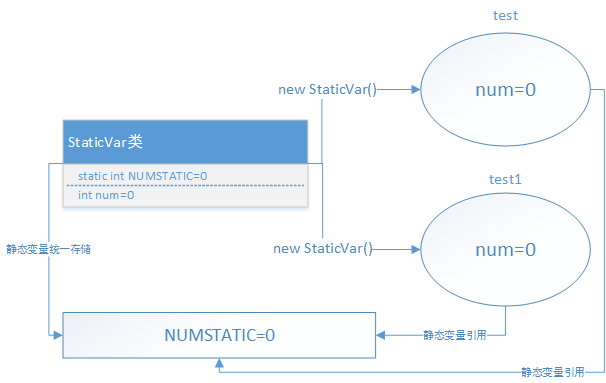 test
new StaticVar()
num=0
StaticVar类
static int NUMSTATIC=0
int num=0
test1
静态变量统一存储
new StaticVar()
num=0
NUMSTATIC=0
静态变量引用
静态变量引用